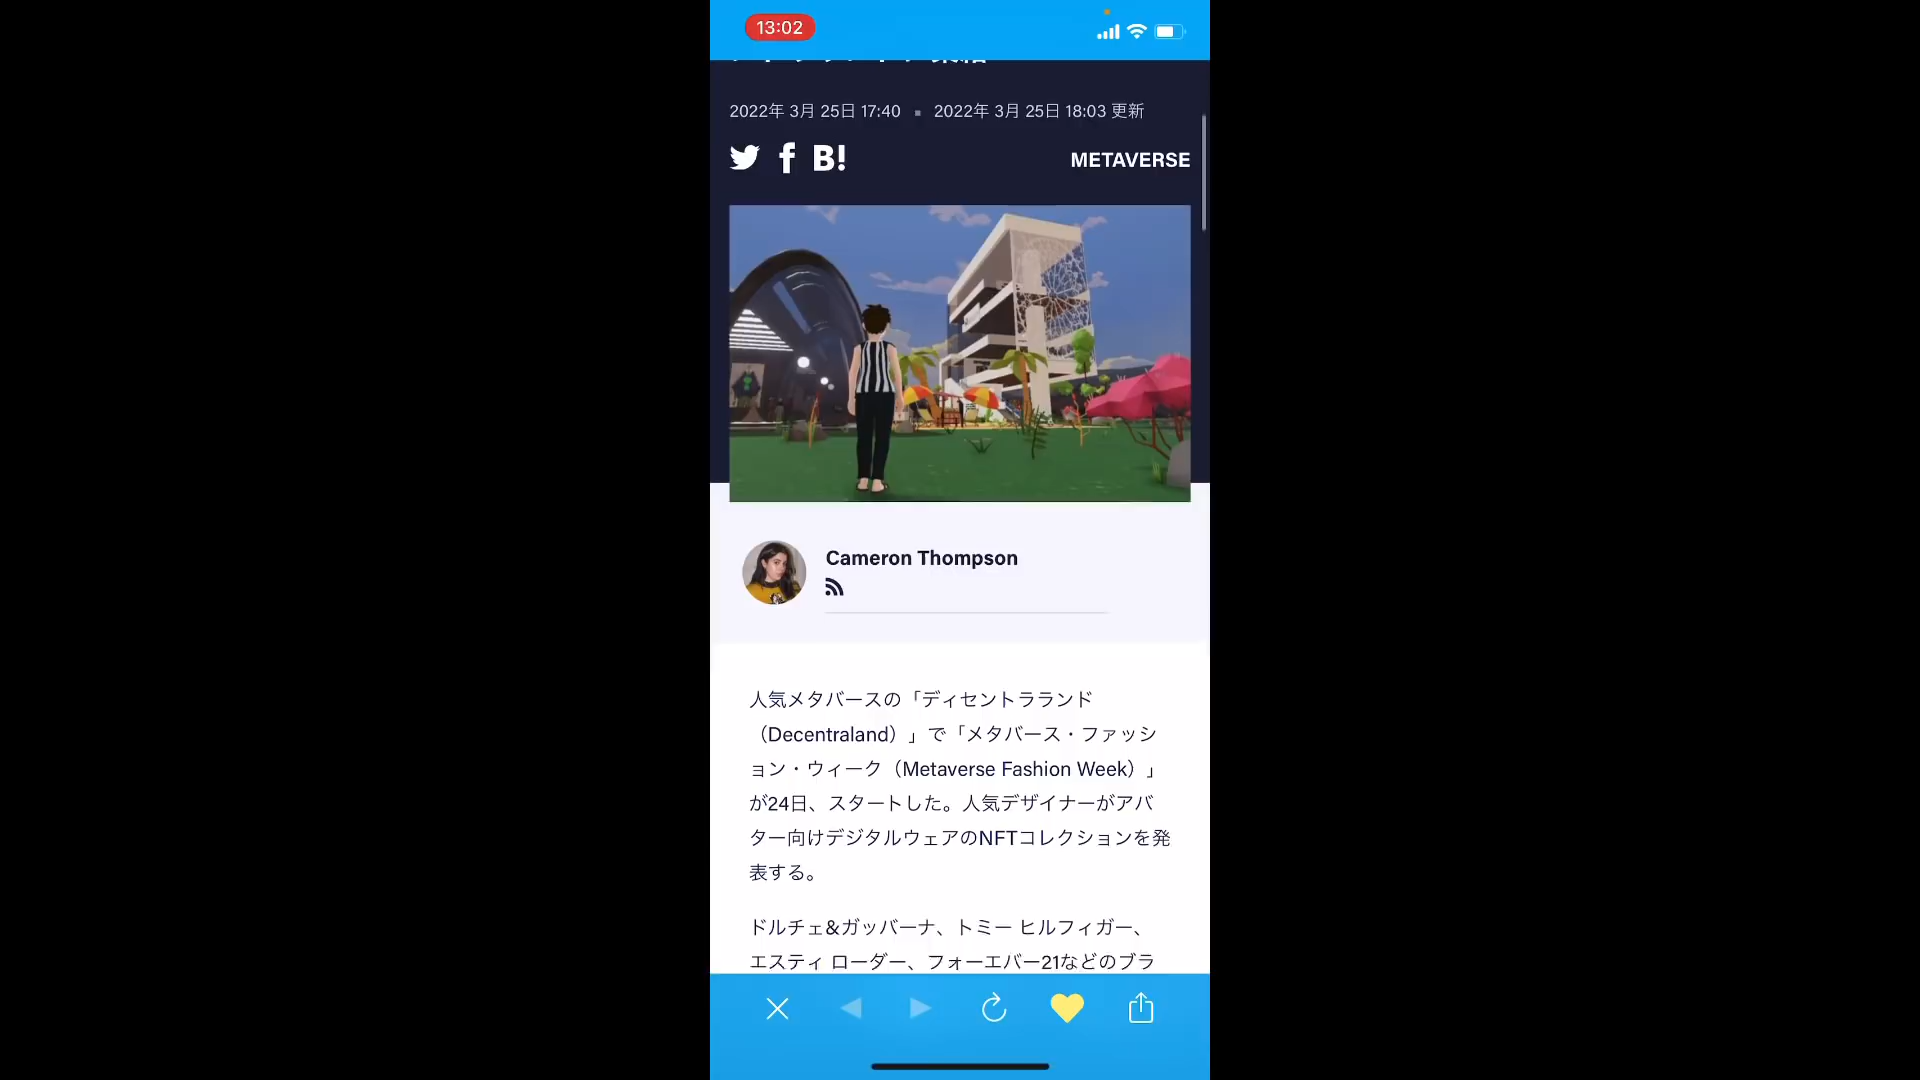 13:02
2022年 3月 25日 17:40 ■ 2022年 3月 25日 18:03 更新
B!
METAVERSE
Cameron Thompson
人気メタバースの「ディセントラランド
（Decentraland）」で「メタバース・ファッシ
ョン・ウィーク（Metaverse Fashion Week）」
が24日、スタートした。人気デザイナーがアバ
ター向けデジタルウェアのNFTコレクションを発
表する。
ドルチェ&ガッバーナ、トミー ヒルフィガー、
エスティ ローダー、フォーエバー21などのブラ